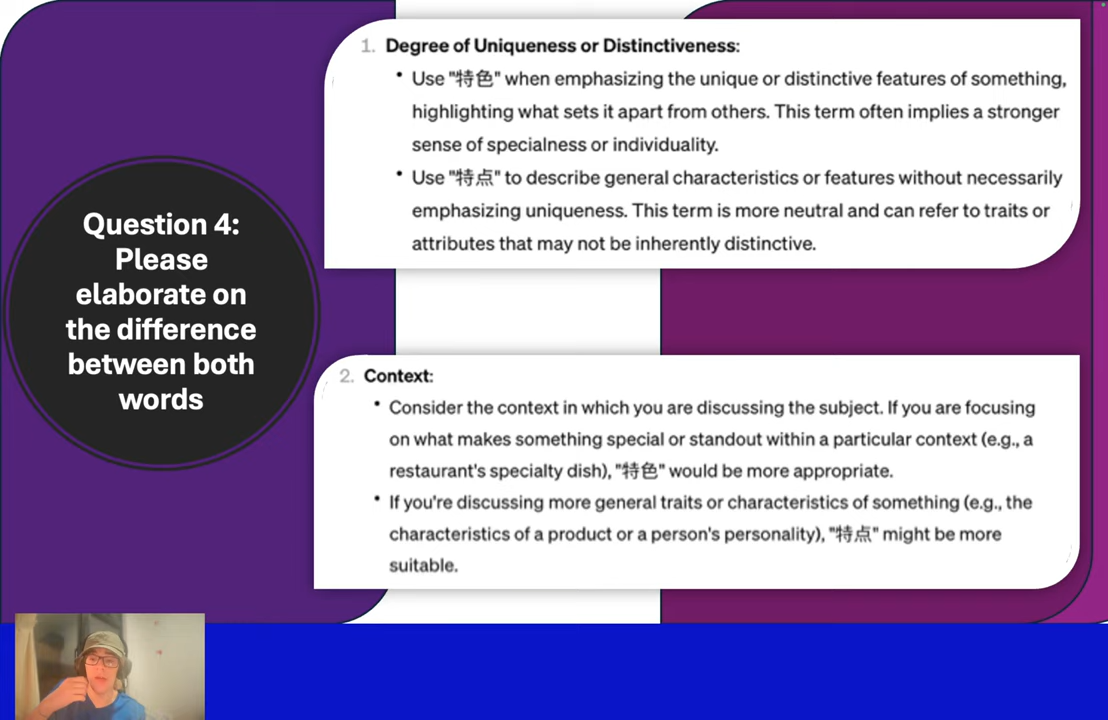 Question 4:
Please
elaborate on
the difference
between both
words
1. Degree of Uniqueness or Distinctiveness:
• Use "特色" when emphasizing the unique or distinctive features of something,
highlighting what sets it apart from others. This term often implies a stronger
sense of specialness or individuality.
• Use "特点" to describe general characteristics or features without necessarily
emphasizing uniqueness. This term is more neutral and can refer to traits or
attributes that may not be inherently distinctive.
2. Context:
• Consider the context in which you are discussing the subject. If you are focusing
on what makes something special or standout within a particular context (e.g., a
restaurant's specialty dish), "特色" would be more appropriate.
• If you're discussing more general traits or characteristics of something (e.g., the
characteristics of a product or a person's personality), "特点" might be more
suitable.